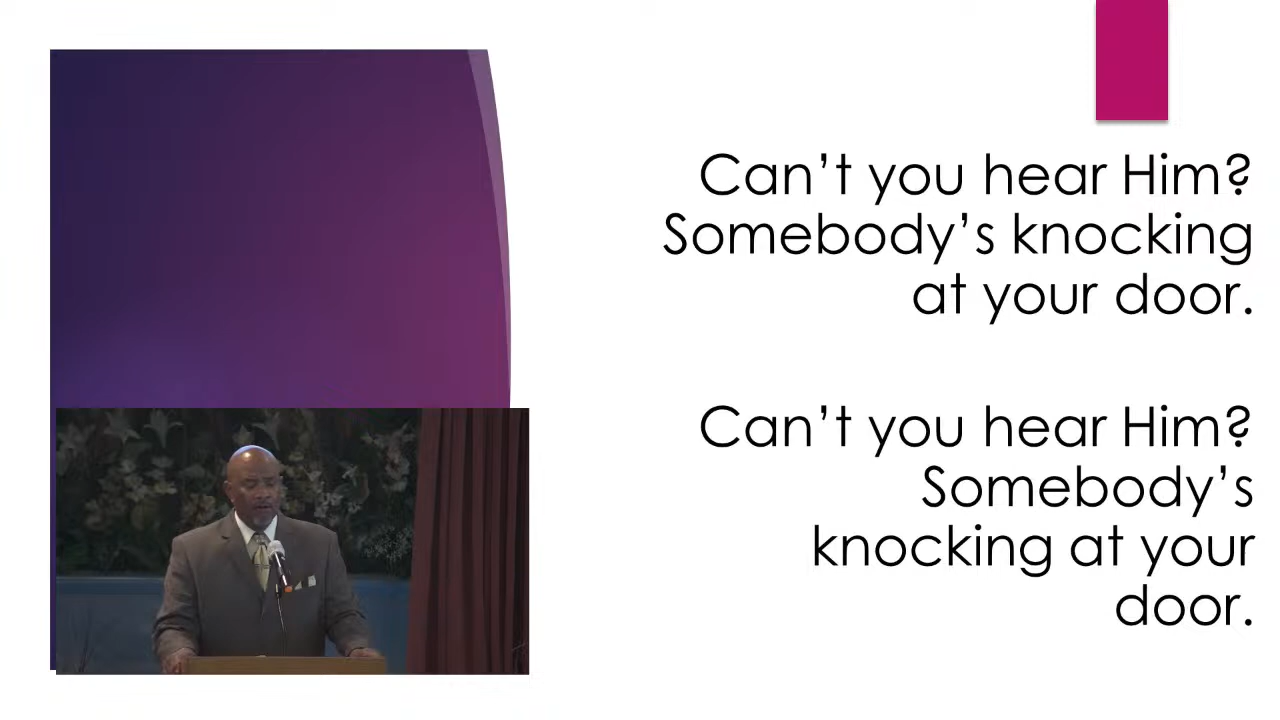 Can’t you hear Him?
Somebody’s knocking
at your door.
Can’t you hear Him?
Somebody’s
knocking at your
door.